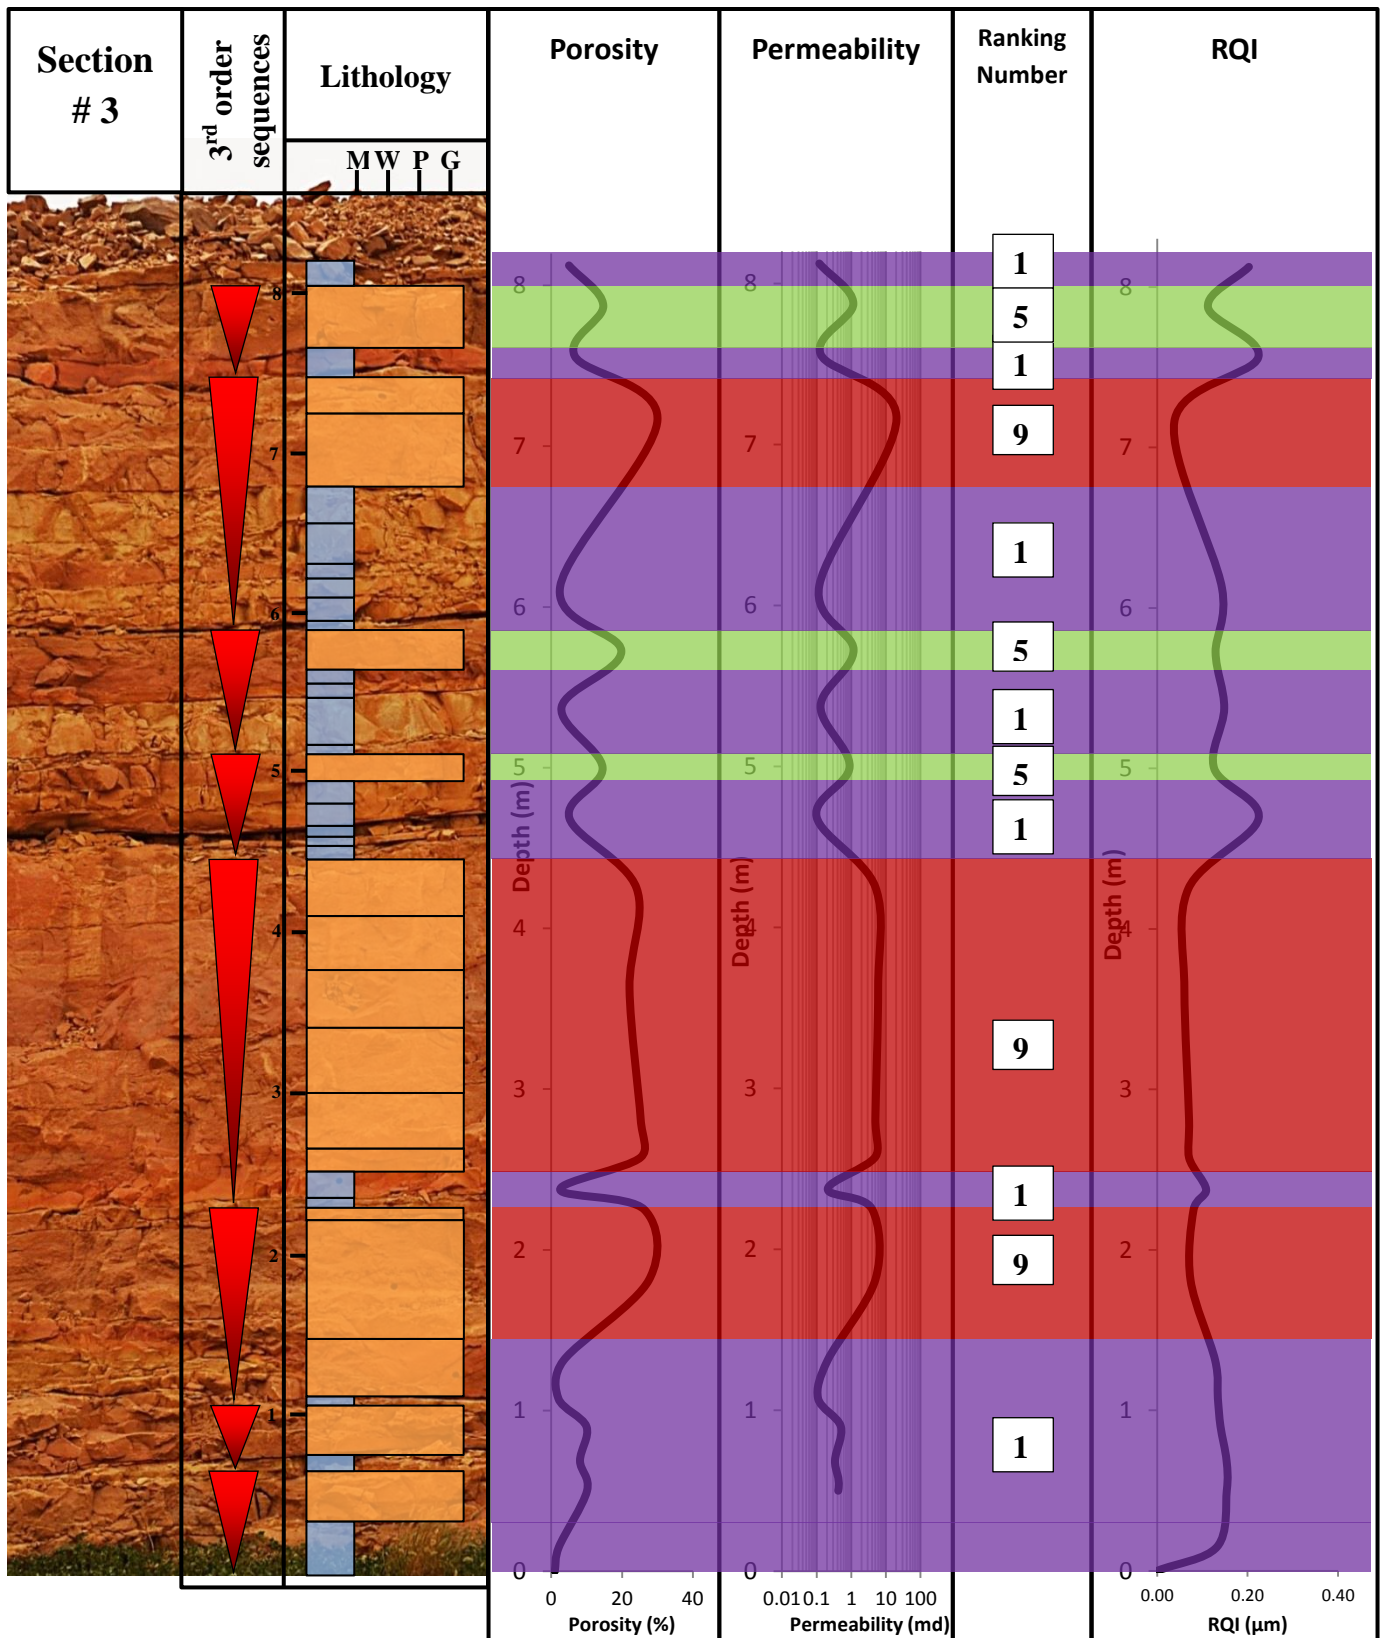 Section
# 3
3rd order
sequences
Lithology
M W P G
Porosity
Permeability
Ranking
Number
RQI
8
7
6
5
4
3
2
1
8
7
6
5
4
3
2
1
0
Depth (m)
0 20 40
Porosity (%)
8
7
6
5
4
3
2
1
0
Depth (m)
0.01 0.1 1 10 100
Permeability (md)
1
5
1
9
1
5
1
5
1
9
1
9
1
8
7
6
5
4
3
2
1
0
Depth (m)
0.00 0.20 0.40
RQI (μm)